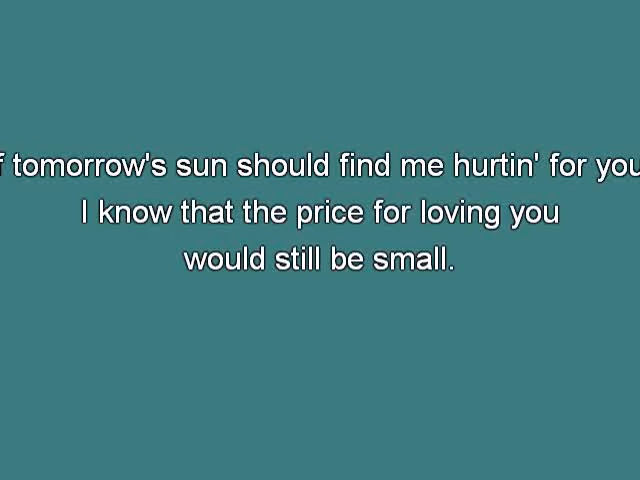 f tomorrow's sun should find me hurtin' for you
I know that the price for loving you
would still be small.